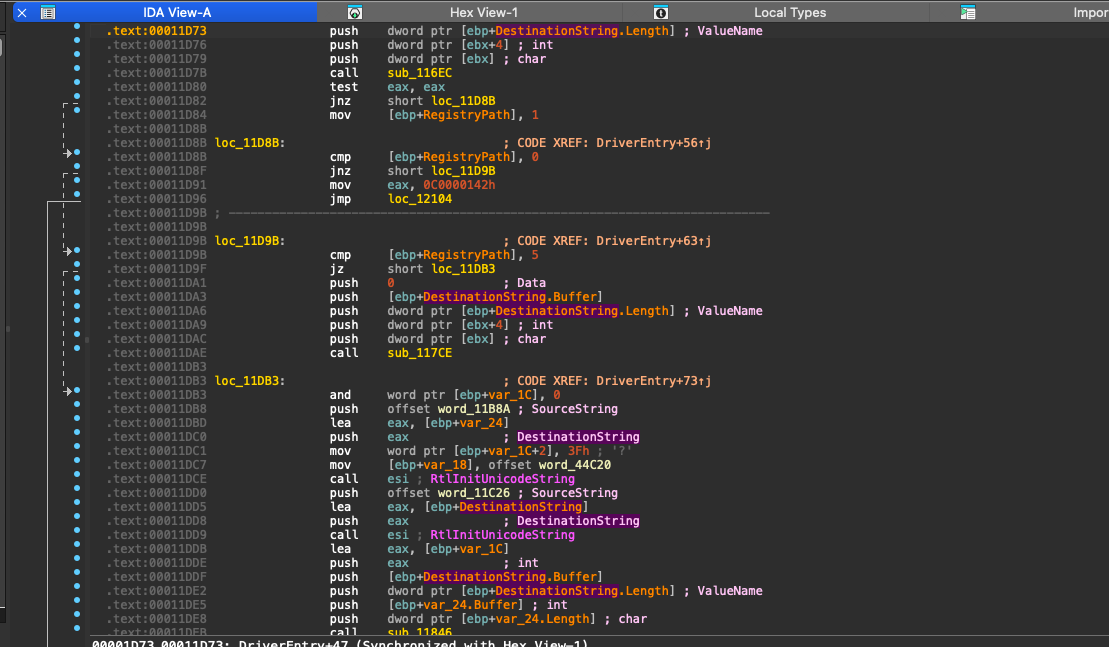 IDA View-A Hex View-1 Local Types Impor
.text:00011D73 push dword ptr [ebp+DestinationString.Length] ; ValueName
.text:00011D76 push dword ptr [ebx+4] ; int
.text:00011D79 push dword ptr [ebx] ; char
.text:00011D7B call sub_116EC
.text:00011D80 test eax, eax
.text:00011D82 jnz short loc_11D8B
.text:00011D84 mov [ebp+RegistryPath], 1
.text:00011D8B
.text:00011D8B loc_11D8B: ; CODE XREF: DriverEntry+56↑j
.text:00011D8B cmp [ebp+RegistryPath], 0
.text:00011D8F jnz short loc_11D9B
.text:00011D91 mov eax, 0C0000142h
.text:00011D96 jmp loc_12104
.text:00011D9B ; ---------------------------------------------------------------------------
.text:00011D9B
.text:00011D9B loc_11D9B: ; CODE XREF: DriverEntry+63↑j
.text:00011D9B cmp [ebp+RegistryPath], 5
.text:00011D9F jz short loc_11DB3
.text:00011DA1 push 0 ; Data
.text:00011DA3 push [ebp+DestinationString.Buffer]
.text:00011DA6 push dword ptr [ebp+DestinationString.Length] ; ValueName
.text:00011DA9 push dword ptr [ebx+4] ; int
.text:00011DAC push dword ptr [ebx] ; char
.text:00011DAE call sub_117CE
.text:00011DB3
.text:00011DB3 loc_11DB3: ; CODE XREF: DriverEntry+73↑j
.text:00011DB3 and word ptr [ebp+var_1C], 0
.text:00011DB8 push offset word_11B8A ; SourceString
.text:00011DBD lea eax, [ebp+var_24]
.text:00011DC0 push eax ; DestinationString
.text:00011DC1 mov word ptr [ebp+var_1C+2], 3Fh ; '?'
.text:00011DC7 mov [ebp+var_18], offset word_44C20
.text:00011DCE call esi ; RtlInitUnicodeString
.text:00011DD0 push offset word_11C26 ; SourceString
.text:00011DD5 lea eax, [ebp+DestinationString]
.text:00011DD8 push eax ; DestinationString
.text:00011DD9 call esi ; RtlInitUnicodeString
.text:00011DDB lea eax, [ebp+var_1C]
.text:00011DDE push eax ; int
.text:00011DDF push [ebp+DestinationString.Buffer]
.text:00011DE2 push dword ptr [ebp+DestinationString.Length] ; ValueName
.text:00011DE5 push [ebp+var_24.Buffer] ; int
.text:00011DE8 push dword ptr [ebp+var_24.Length] ; char
.text:00011DEB call sub_11846
00001D73 00011D73: DriverEntry+47 (Synchronized with Hex View-1)